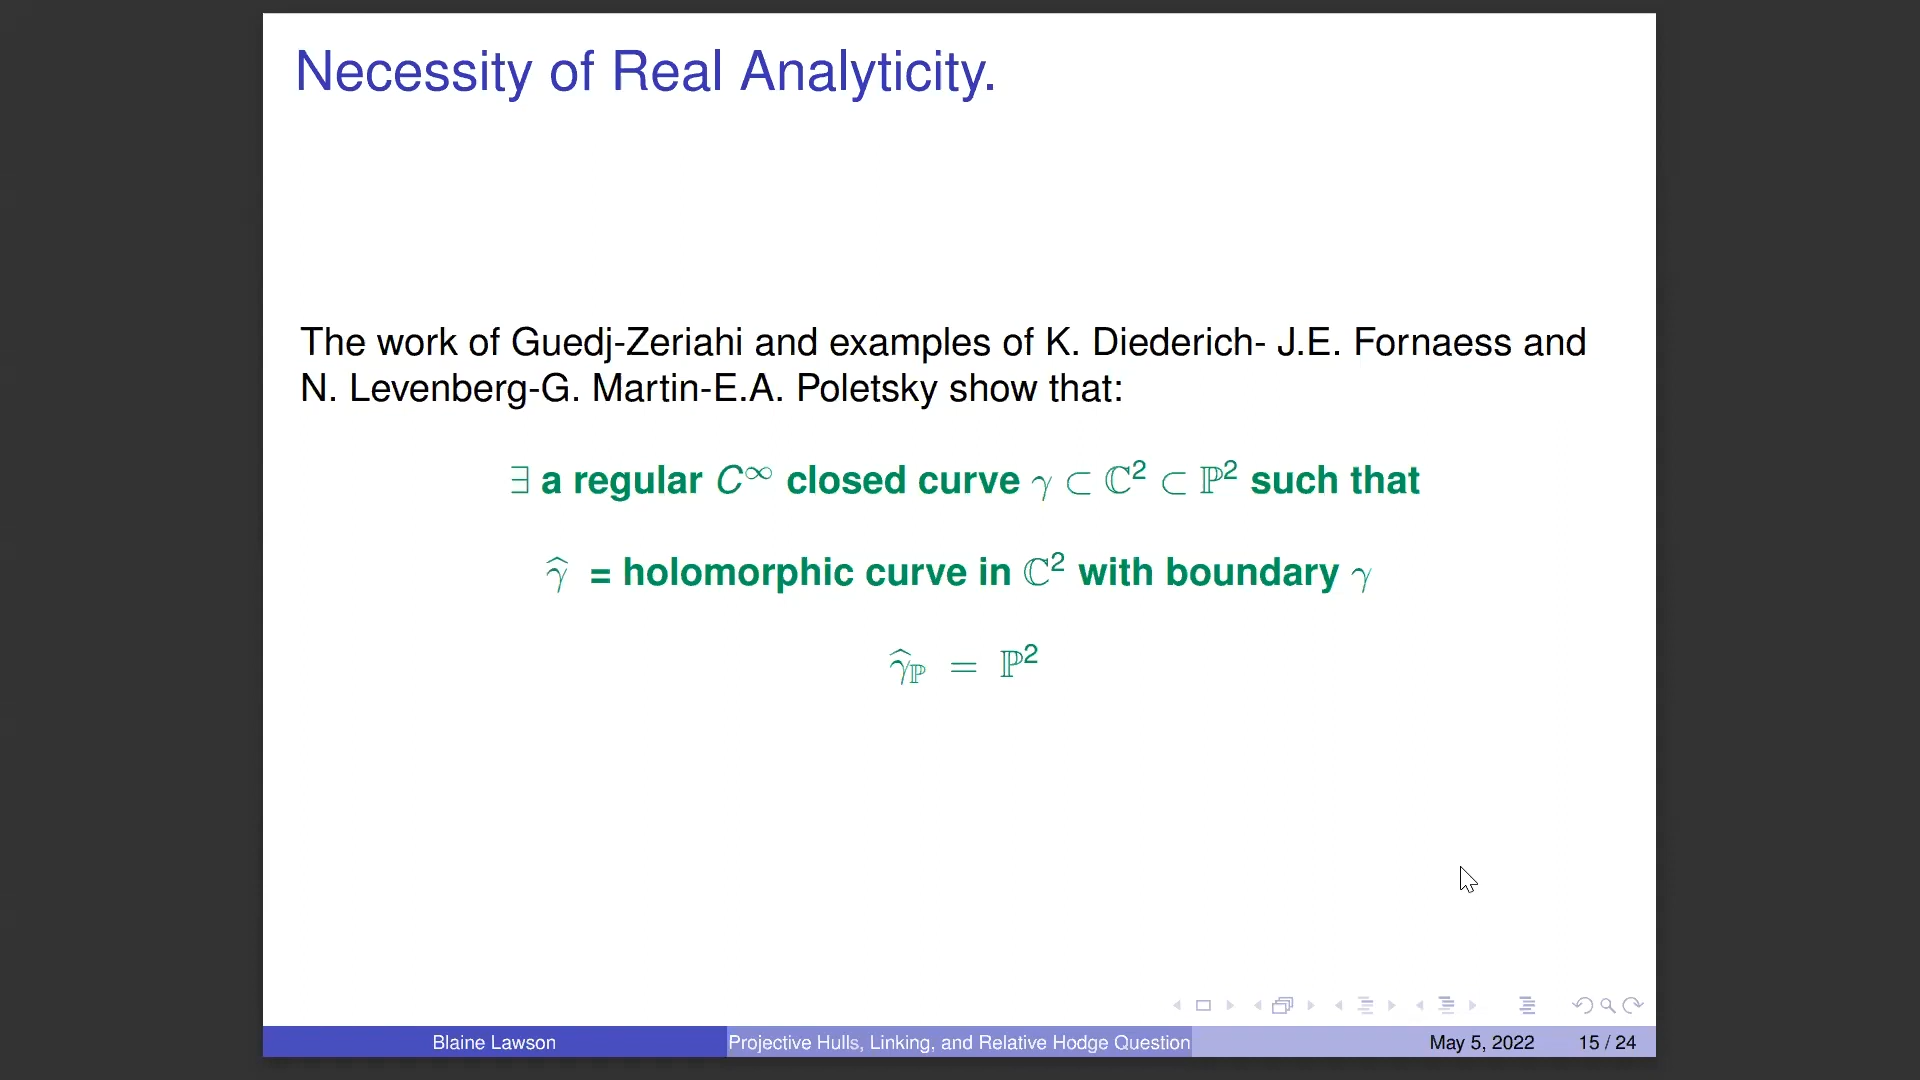 Necessity of Real Analyticity.
The work of Guedj-Zeriahi and examples of K. Diederich- J.E. Fornaess and
N. Levenberg-G. Martin-E.A. Poletsky show that:
∃ a regular C^∞ closed curve γ ⊂ ℂ² ⊂ ℙ² such that
γ̂ = holomorphic curve in ℂ² with boundary γ
γ̂_ℙ = ℙ²
Blaine Lawson
Projective Hulls, Linking, and Relative Hodge Question
May 5, 2022
15 / 24